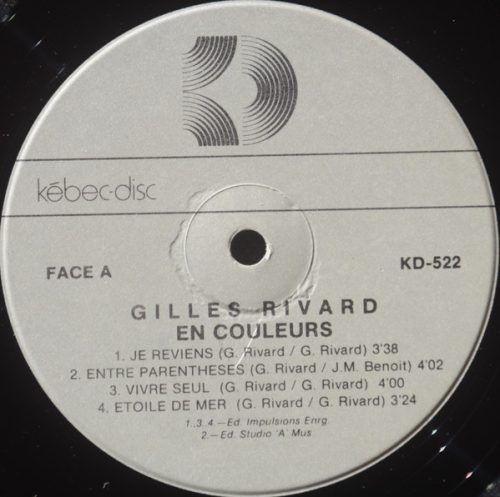 kébec-disc
FACE A
KD-522
GILLES RIVARD
EN COULEURS
1. JE REVIENS (G. Rivard / G. Rivard) 3'38
2. ENTRE PARENTHESES (G. Rivard / J.M. Benoit) 4'02
3. VIVRE SEUL (G. Rivard / G. Rivard) 4'00
4. ETOILE DE MER (G. Rivard / G. Rivard) 3'24
1..3..4 — Ed. Impulsions Enrg.
2. — Ed. Studio 'A' Mus